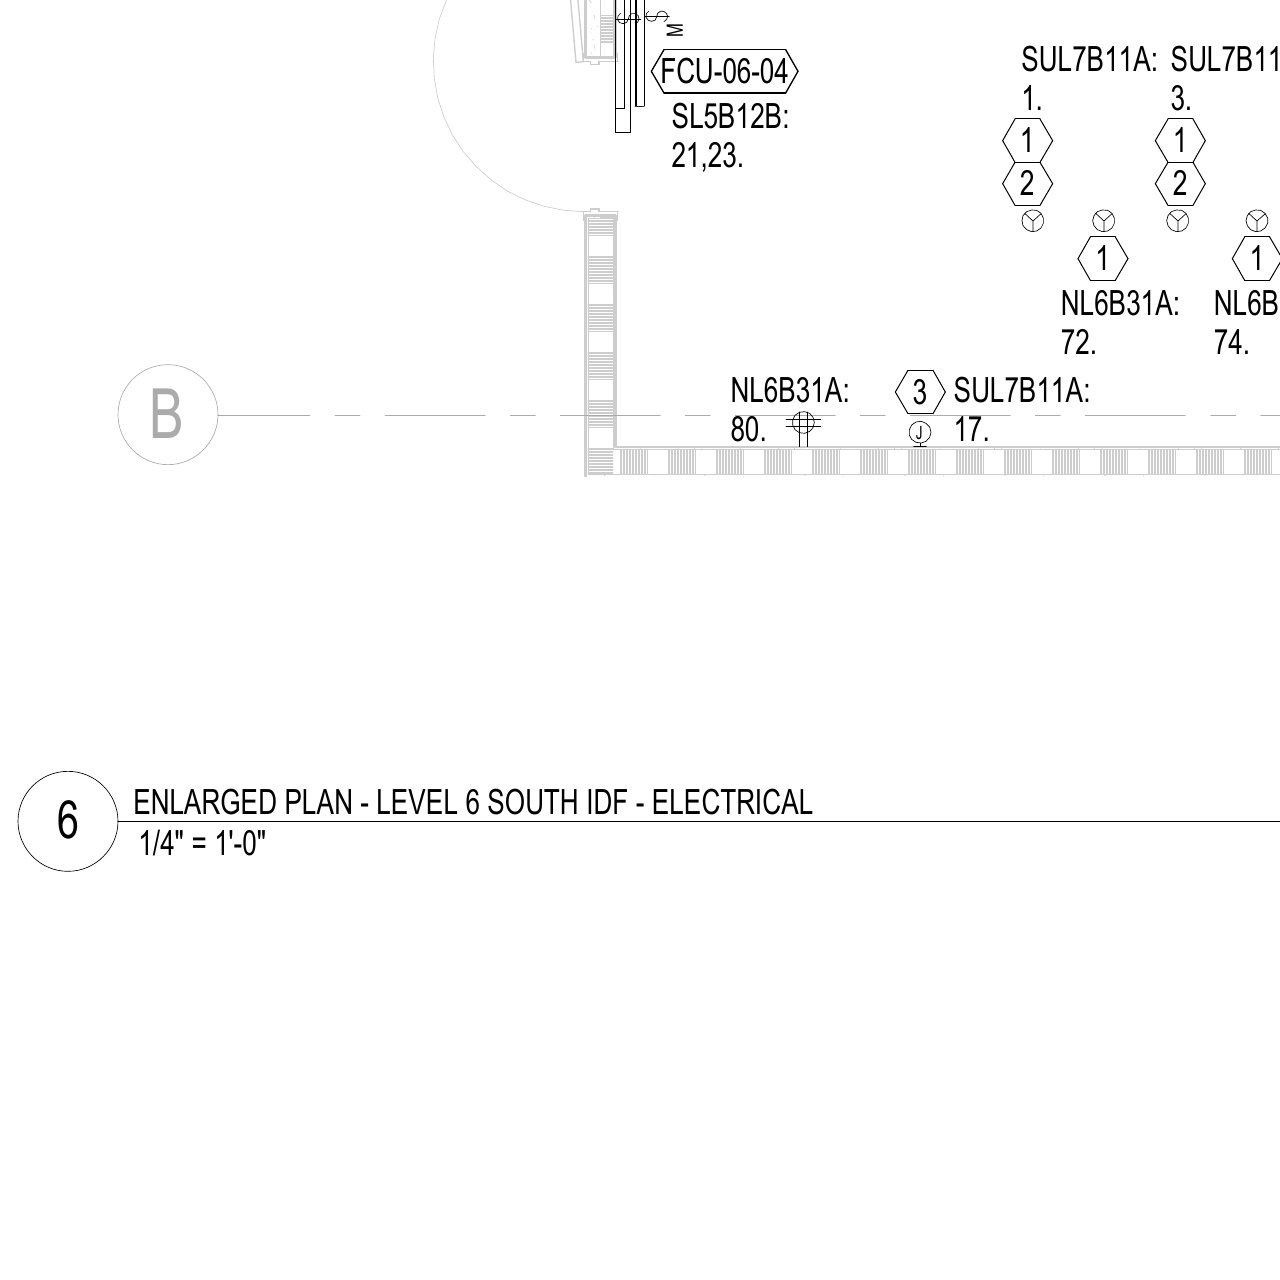 S S
M
FCU-06-04
SL5B12B:
21,23.
SUL7B11A: SUL7B11
1. 3.
1 1
2 2
1 1
NL6B31A: NL6B
72. 74.
B
NL6B31A: 3 SUL7B11A:
80. J 17.
6
ENLARGED PLAN - LEVEL 6 SOUTH IDF - ELECTRICAL
1/4" = 1'-0"